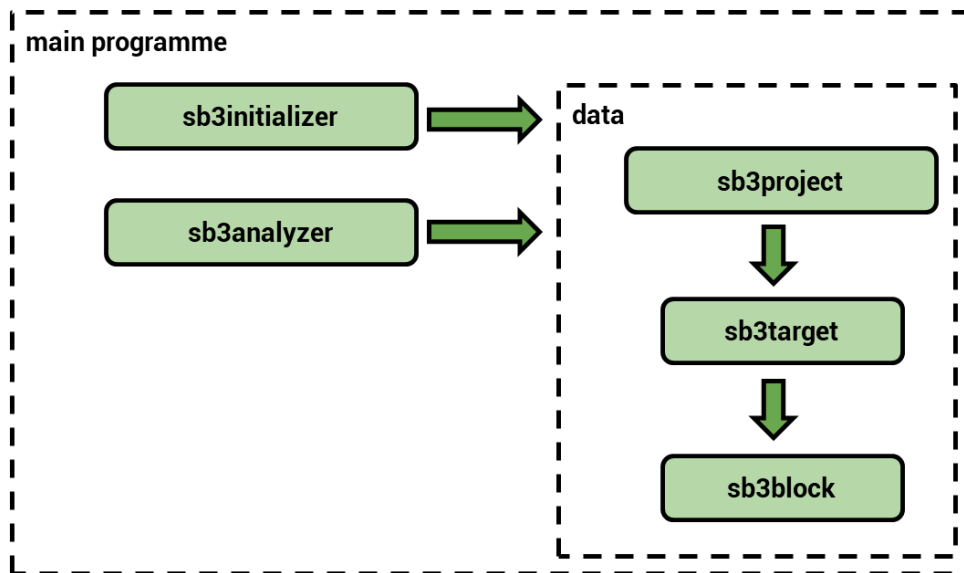 main programme
sb3initializer
data
sb3project
sb3analyzer
sb3target
sb3block